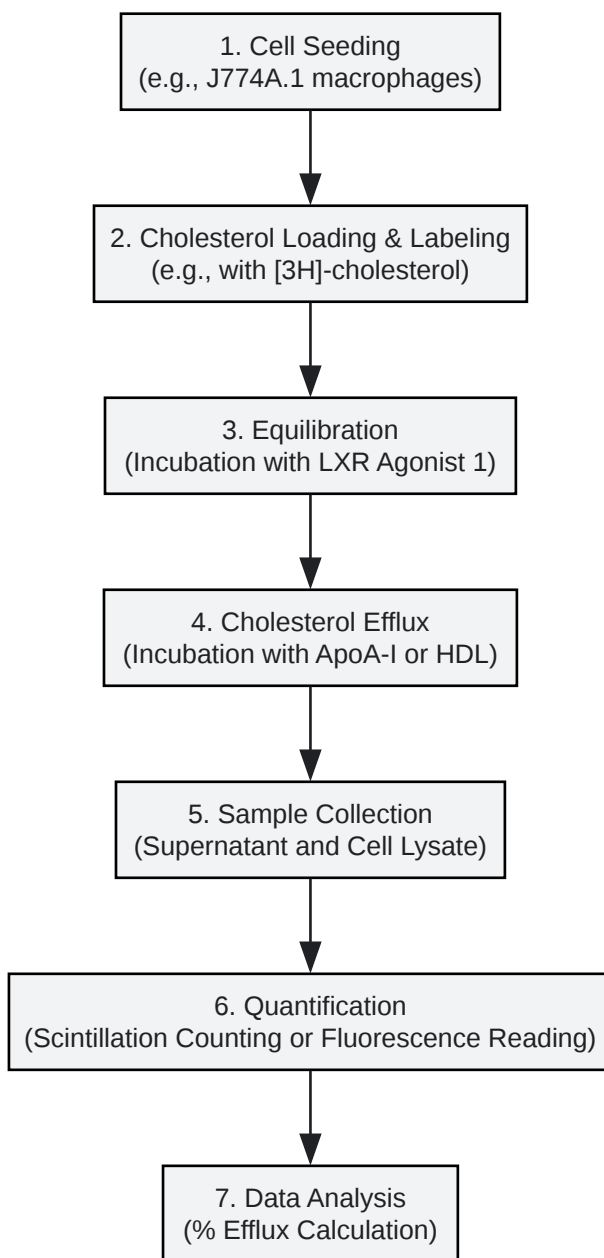 1. Cell Seeding
(e.g., J774A.1 macrophages)
2. Cholesterol Loading & Labeling
(e.g., with [3H]-cholesterol)
3. Equilibration
(Incubation with LXR Agonist 1)
4. Cholesterol Efflux
(Incubation with ApoA-I or HDL)
5. Sample Collection
(Supernatant and Cell Lysate)
6. Quantification
(Scintillation Counting or Fluorescence Reading)
7. Data Analysis
(% Efflux Calculation)